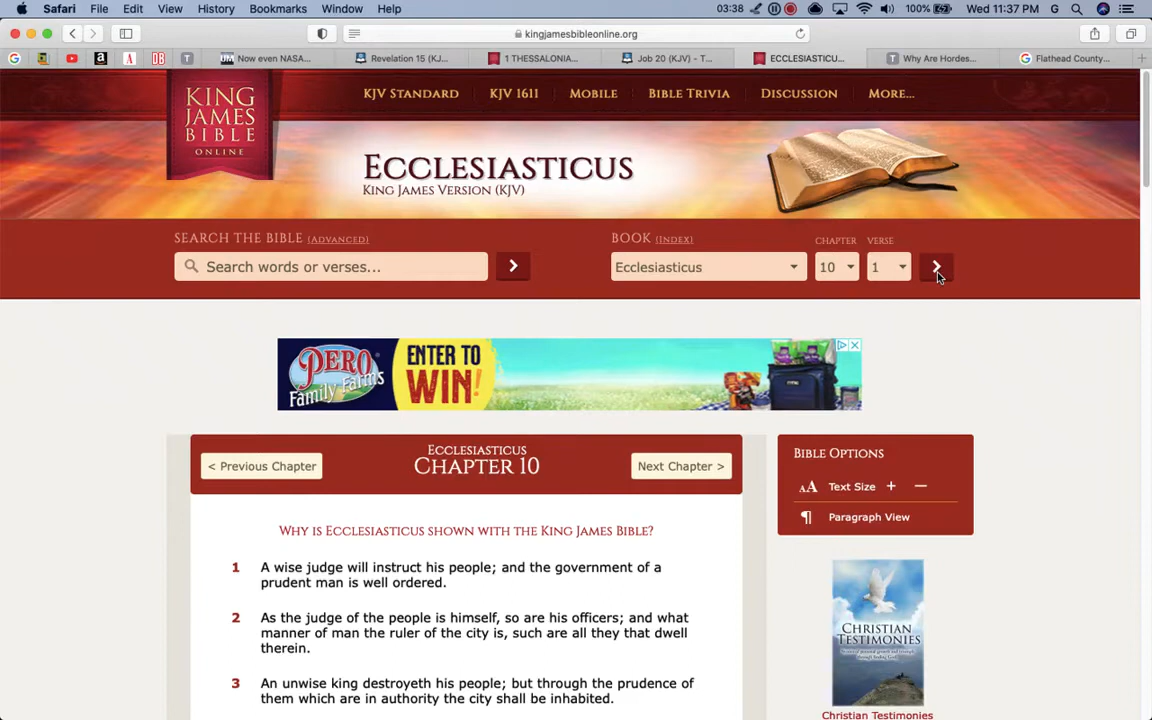 Safari File Edit View History Bookmarks Window Help 03:38 100% Wed 11:37 PM G
kingjamesbibleonline.org
G a A DB T UM Now even NASA... Revelation 15 (KJ... 1 THESSALONIA... Job 20 (KJV) - T... ECCLESIASTICU... T Why Are Hordes... G Flathead County...
KING
JAMES
BIBLE
ONLINE
KJV STANDARD KJV 1611 MOBILE BIBLE TRIVIA DISCUSSION MORE...
ECCLESIASTICUS
KING JAMES VERSION (KJV)
SEARCH THE BIBLE [ADVANCED] BOOK [INDEX] CHAPTER VERSE
Search words or verses... Ecclesiasticus 10 1
PERO
Family Farms
ENTER TO
WIN!
ECCLESIASTICUS
< Previous Chapter CHAPTER 10 Next Chapter >
WHY IS ECCLESIASTICUS SHOWN WITH THE KING JAMES BIBLE?
1 A wise judge will instruct his people; and the government of a
prudent man is well ordered.
2 As the judge of the people is himself, so are his officers; and what
manner of man the ruler of the city is, such are all they that dwell
therein.
3 An unwise king destroyeth his people; but through the prudence of
them which are in authority the city shall be inhabited.
BIBLE OPTIONS
AA Text Size + −
¶ Paragraph View
CHRISTIAN
TESTIMONIES
Christian Testimonies